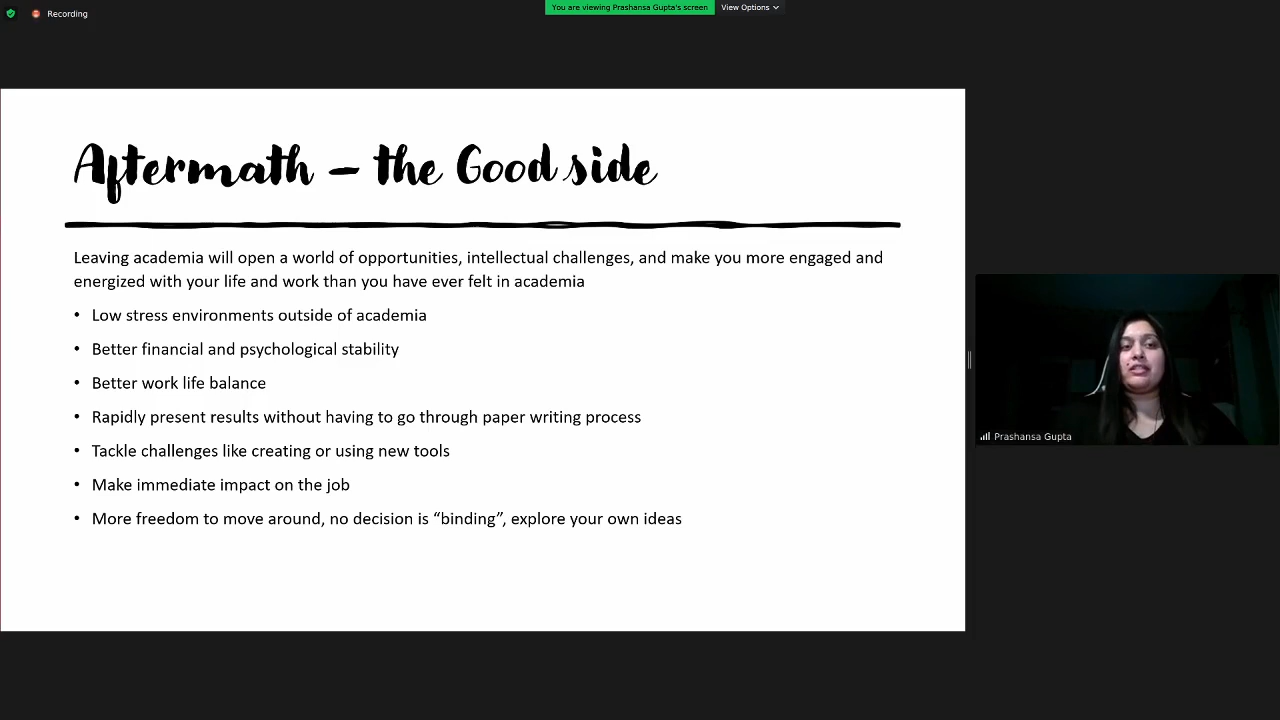 Recording
You are viewing Prashansa Gupta's screen
View Options
Aftermath – the Good side
Leaving academia will open a world of opportunities, intellectual challenges, and make you more engaged and
energized with your life and work than you have ever felt in academia
• Low stress environments outside of academia
• Better financial and psychological stability
• Better work life balance
• Rapidly present results without having to go through paper writing process
• Tackle challenges like creating or using new tools
• Make immediate impact on the job
• More freedom to move around, no decision is “binding”, explore your own ideas
Prashansa Gupta